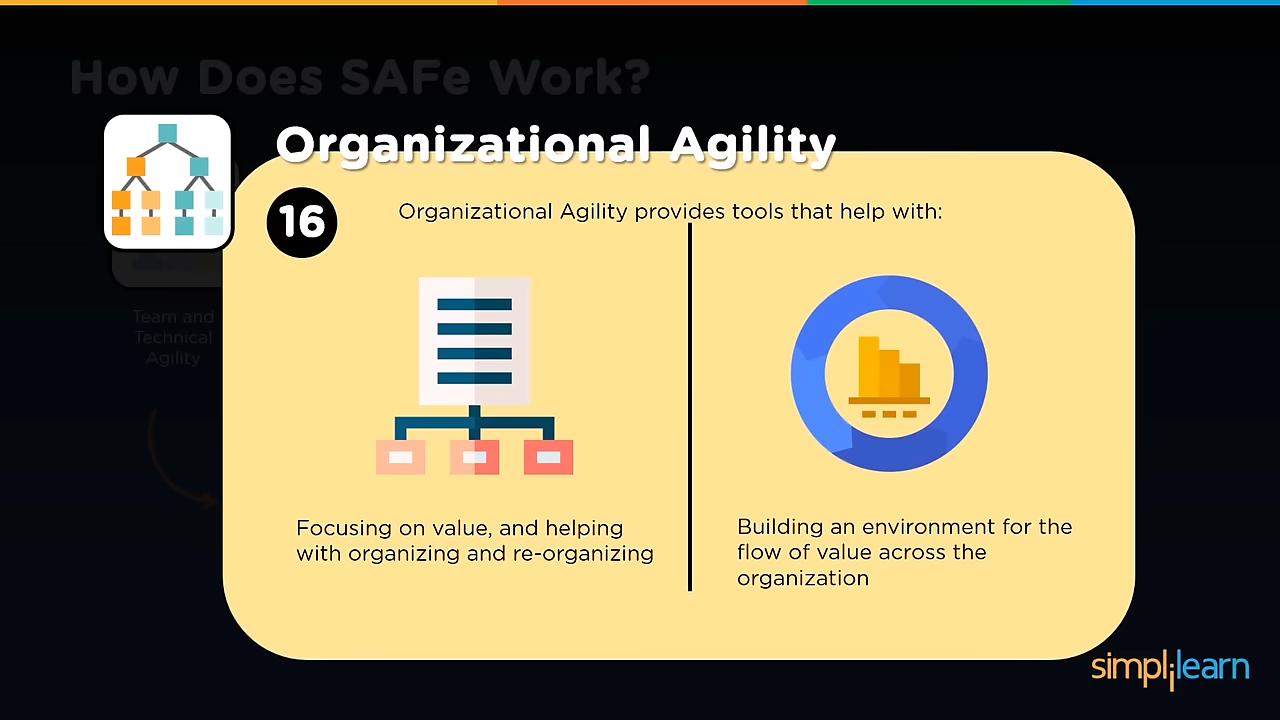 How Does SAFe Work?
Organizational Agility
16
Organizational Agility provides tools that help with:
Team and
Technical
Agility
Focusing on value, and helping
with organizing and re-organizing
Building an environment for the
flow of value across the
organization
simplilearn